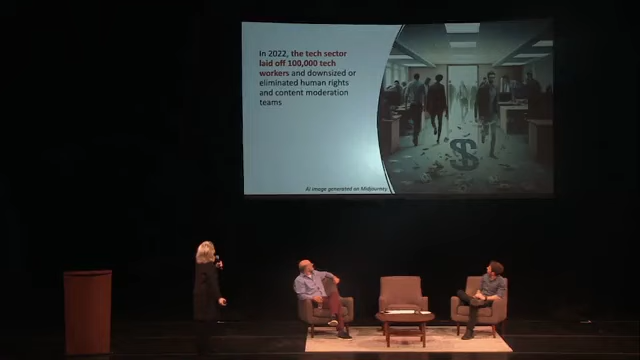 In 2022, the tech sector
laid off 100,000 tech
workers and downsized or
eliminated human rights
and content moderation
teams
AI image generated on Midjourney